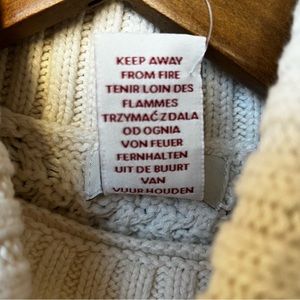 KEEP AWAY
FROM FIRE
TENIR LOIN DES
FLAMMES
TRZYMAĆ ZDALA
OD OGNIA
VON FEUER
FERNHALTEN
UIT DE BUURT
VAN
VUUR HOUDEN